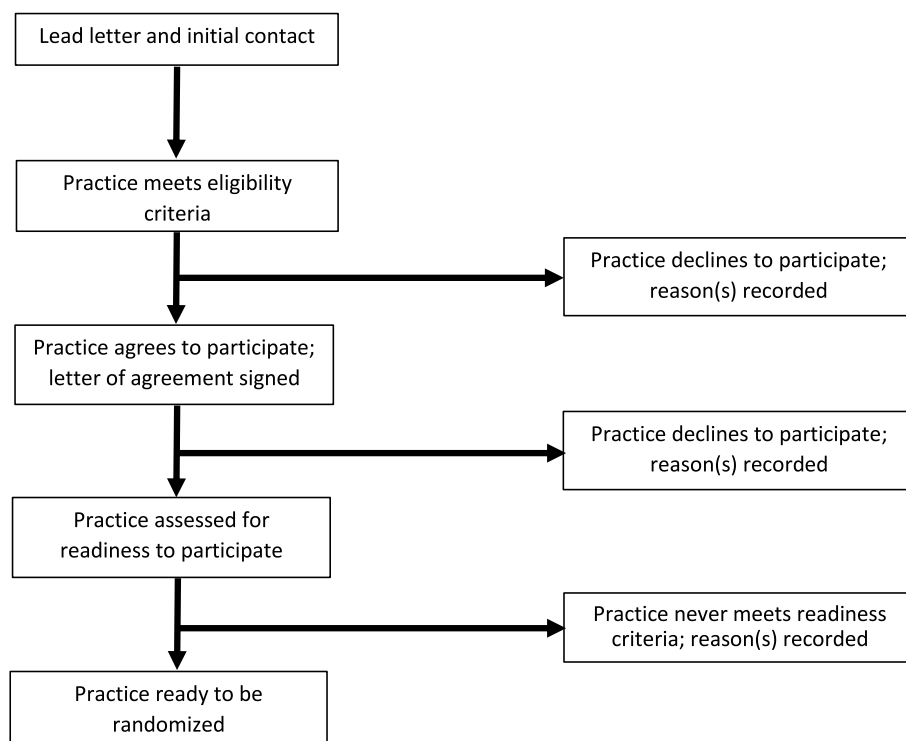 Lead letter and initial contact
Practice meets eligibility
criteria
Practice declines to participate;
reason(s) recorded
Practice agrees to participate;
letter of agreement signed
Practice declines to participate;
reason(s) recorded
Practice assessed for
readiness to participate
Practice never meets readiness
criteria; reason(s) recorded
Practice ready to be
randomized